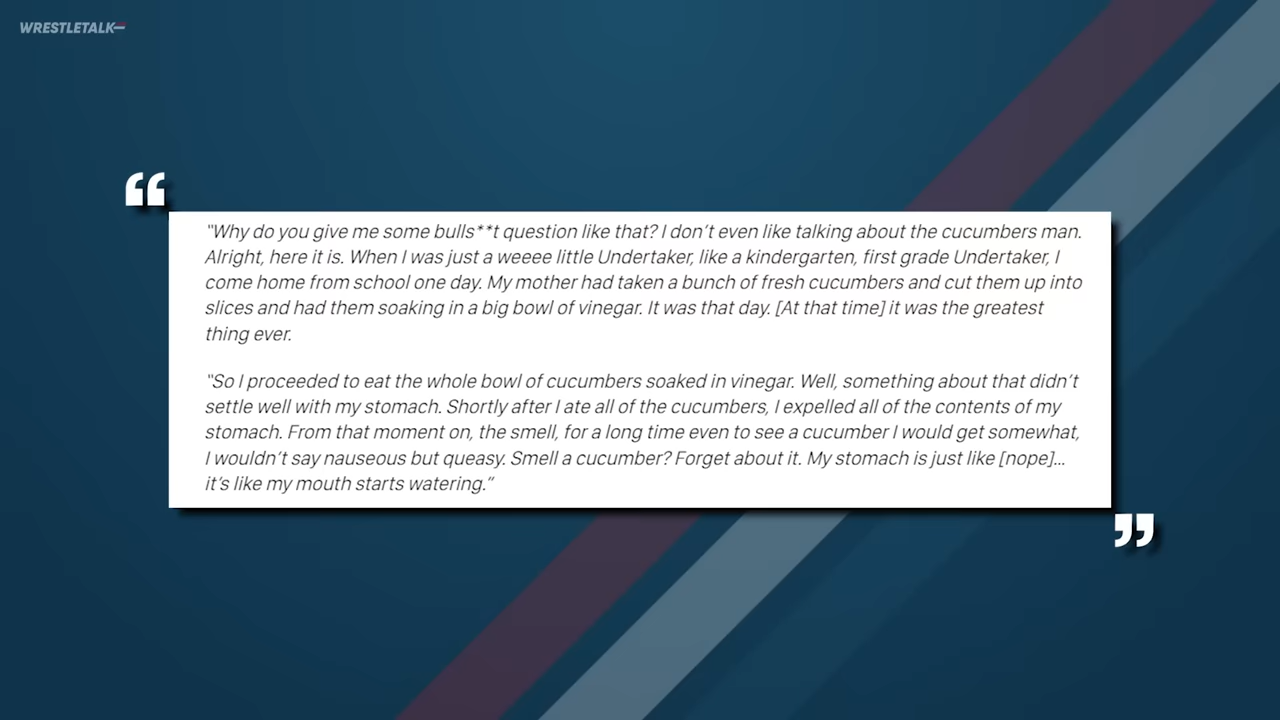 WRESTLETALK
“
“Why do you give me some bulls**t question like that? I don’t even like talking about the cucumbers man.
Alright, here it is. When I was just a weeee little Undertaker, like a kindergarten, first grade Undertaker, I
come home from school one day. My mother had taken a bunch of fresh cucumbers and cut them up into
slices and had them soaking in a big bowl of vinegar. It was that day. [At that time] it was the greatest
thing ever.
“So I proceeded to eat the whole bowl of cucumbers soaked in vinegar. Well, something about that didn’t
settle well with my stomach. Shortly after I ate all of the cucumbers, I expelled all of the contents of my
stomach. From that moment on, the smell, for a long time even to see a cucumber I would get somewhat,
I wouldn’t say nauseous but queasy. Smell a cucumber? Forget about it. My stomach is just like [nope]...
it’s like my mouth starts watering.”
”